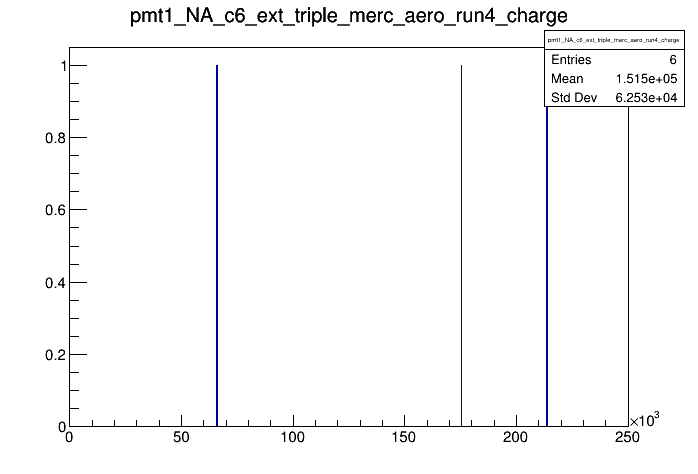 pmt1_NA_c6_ext_triple_merc_aero_run4_charge
pmt1_NA_c6_ext_triple_merc_aero_run4_charge
Entries 6
Mean 1.515e+05
Std Dev 6.253e+04
1
0.8
0.6
0.4
0.2
0
0 50 100 150 200 250
×10³